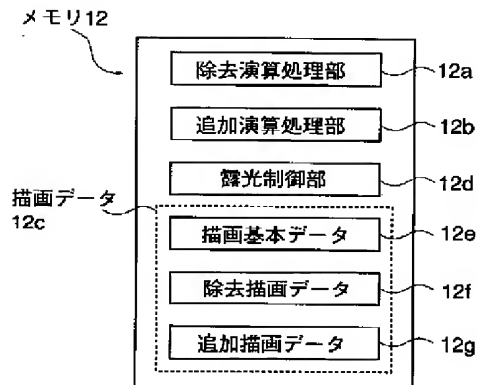 メモリ12
除去演算処理部 12a
追加演算処理部 12b
露光制御部 12d
描画データ
12c
描画基本データ 12e
除去描画データ 12f
追加描画データ 12g